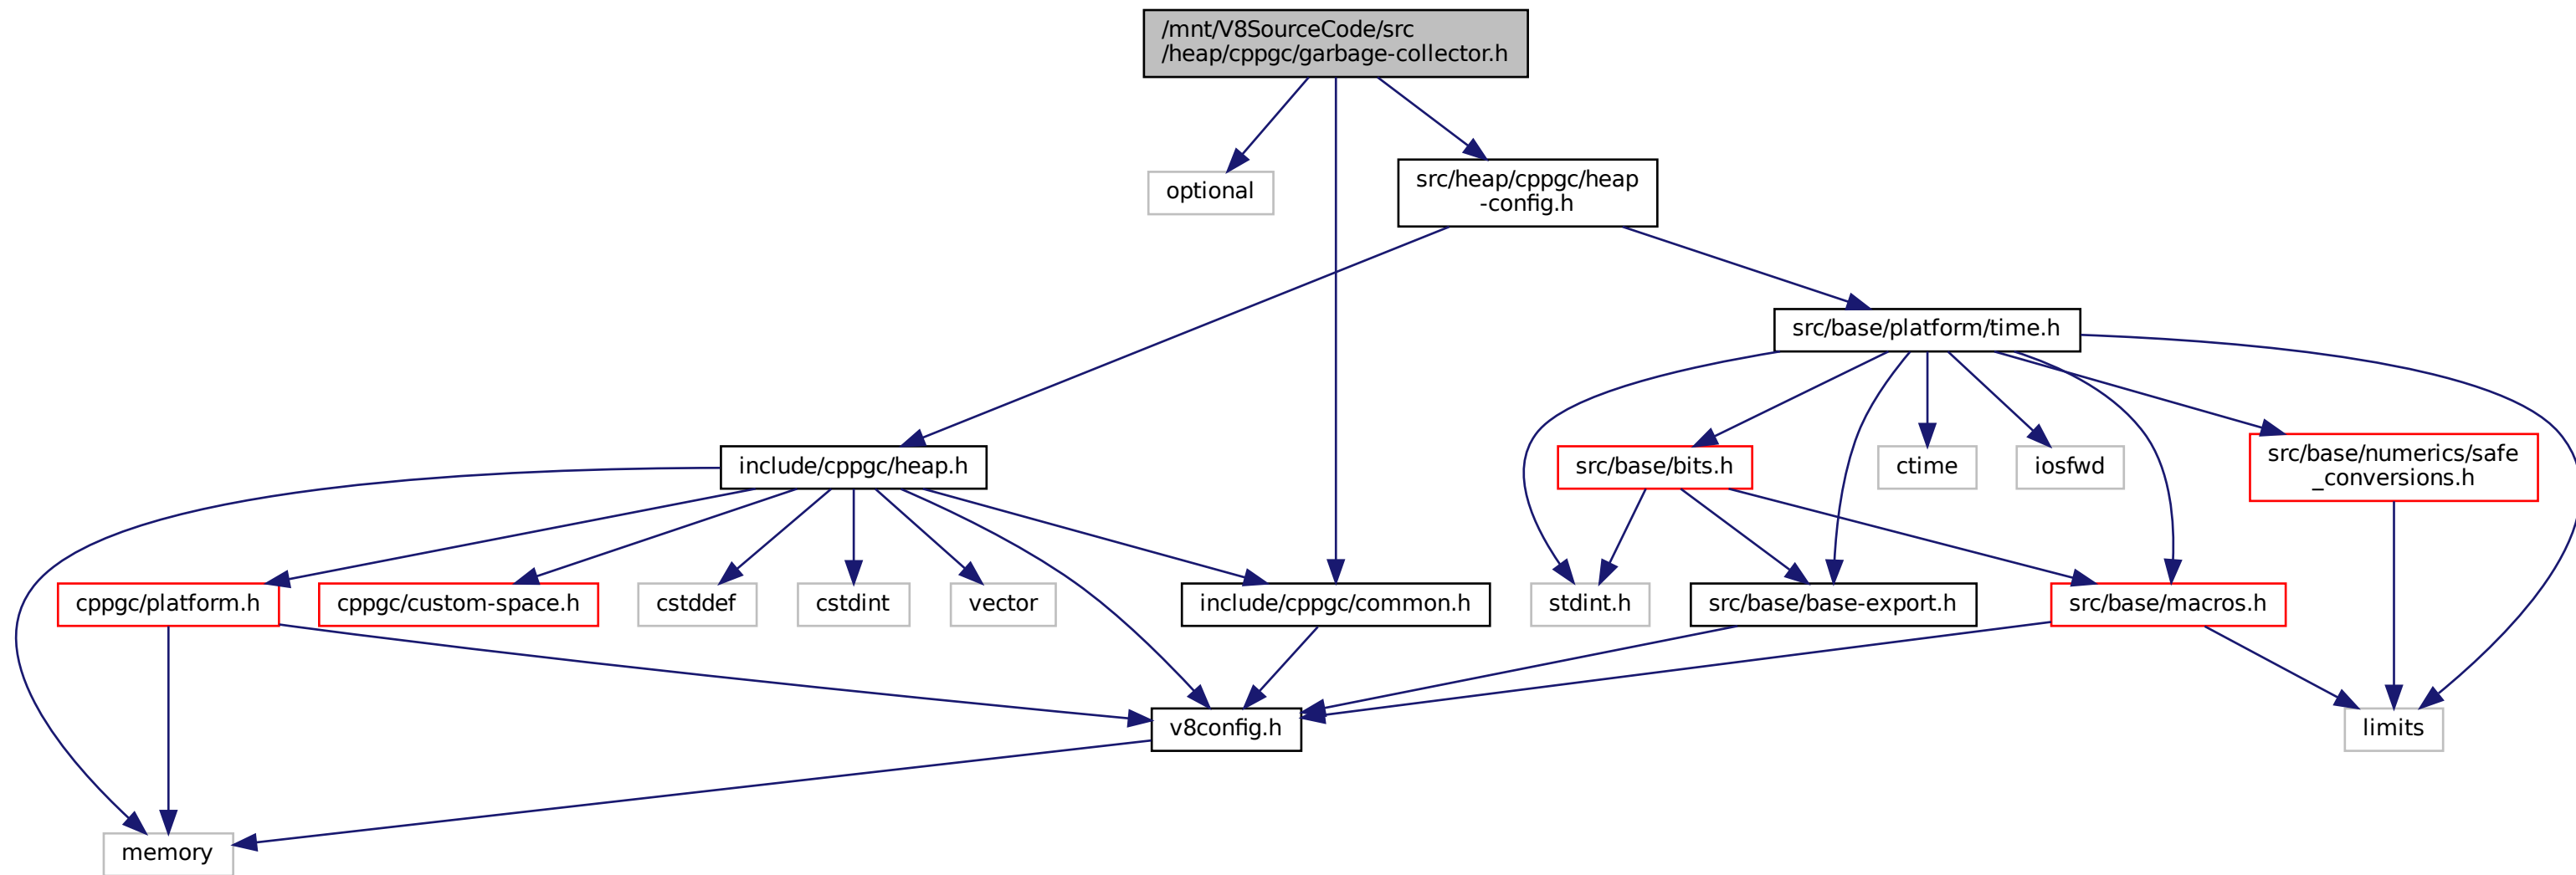 /mnt/V8SourceCode/src
/heap/cppgc/garbage-collector.h
optional
src/heap/cppgc/heap
-config.h
src/base/platform/time.h
include/cppgc/heap.h
src/base/bits.h
ctime
iosfwd
src/base/numerics/safe
_conversions.h
cppgc/platform.h
cppgc/custom-space.h
cstddef
cstdint
vector
include/cppgc/common.h
stdint.h
src/base/base-export.h
src/base/macros.h
v8config.h
limits
memory